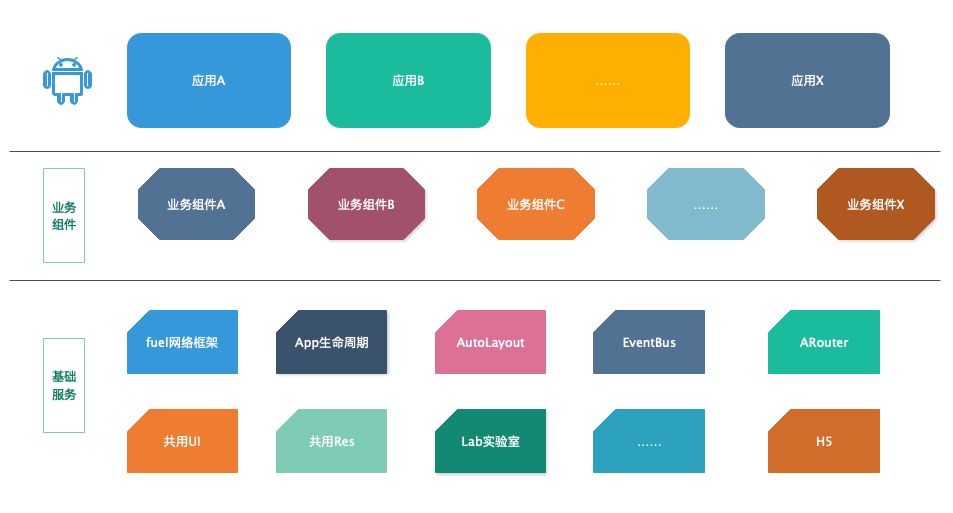 应用A
应用B
......
应用X
业务
组件
业务组件A
业务组件B
业务组件C
......
业务组件X
基础
服务
fuel网络框架
App生命周期
AutoLayout
EventBus
ARouter
共用UI
共用Res
Lab实验室
......
H5